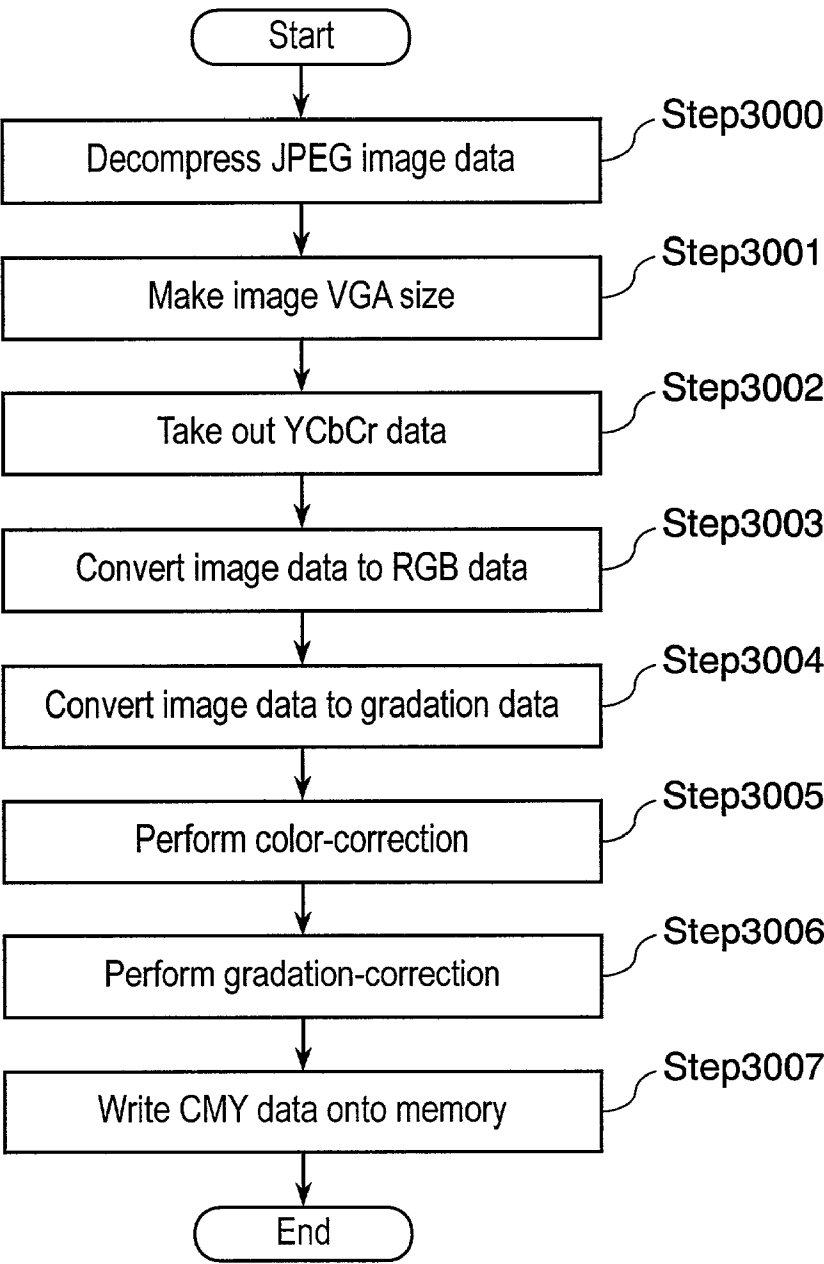 Start
Step3000
Decompress JPEG image data
Step3001
Make image VGA size
Step3002
Take out YCbCr data
Step3003
Convert image data to RGB data
Step3004
Convert image data to gradation data
Step3005
Perform color-correction
Step3006
Perform gradation-correction
Step3007
Write CMY data onto memory
End